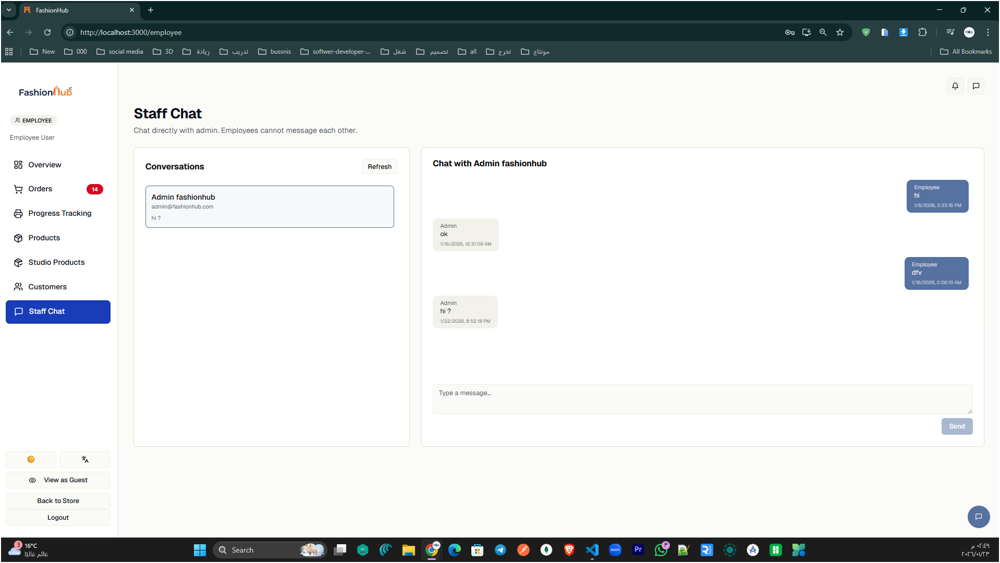 FashionHub
http://localhost:3000/employee
New
000
social media
3D
ريادة
تدريب
bussnis
softwer-developer-...
شغل
تصميم
all
تخرج
مونتاج
All Bookmarks
FashionHub
EMPLOYEE
Employee User
Overview
Orders
14
Progress Tracking
Products
Studio Products
Customers
Staff Chat
View as Guest
Back to Store
Logout
Staff Chat
Chat directly with admin. Employees cannot message each other.
Conversations
Refresh
Admin fashionhub
admin@fashionhub.com
hi ?
Chat with Admin fashionhub
Employee
hi
1/8/2026, 2:33:16 PM
Admin
ok
1/16/2026, 12:31:09 AM
Employee
dfv
1/16/2026, 2:06:19 AM
Admin
hi ?
1/22/2026, 8:52:18 PM
Type a message...
Send
3
16°C
غائم غالبًا
Search
zoom
Pr
٣
٠٢:٤٩ م
٢٠٢٦/٠١/٢٣